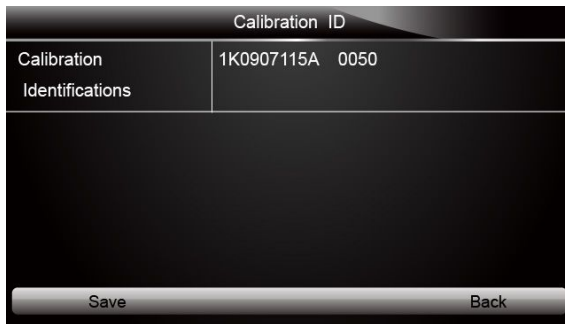 Calibration ID
Calibration 1K0907115A 0050
Identifications
Save Back